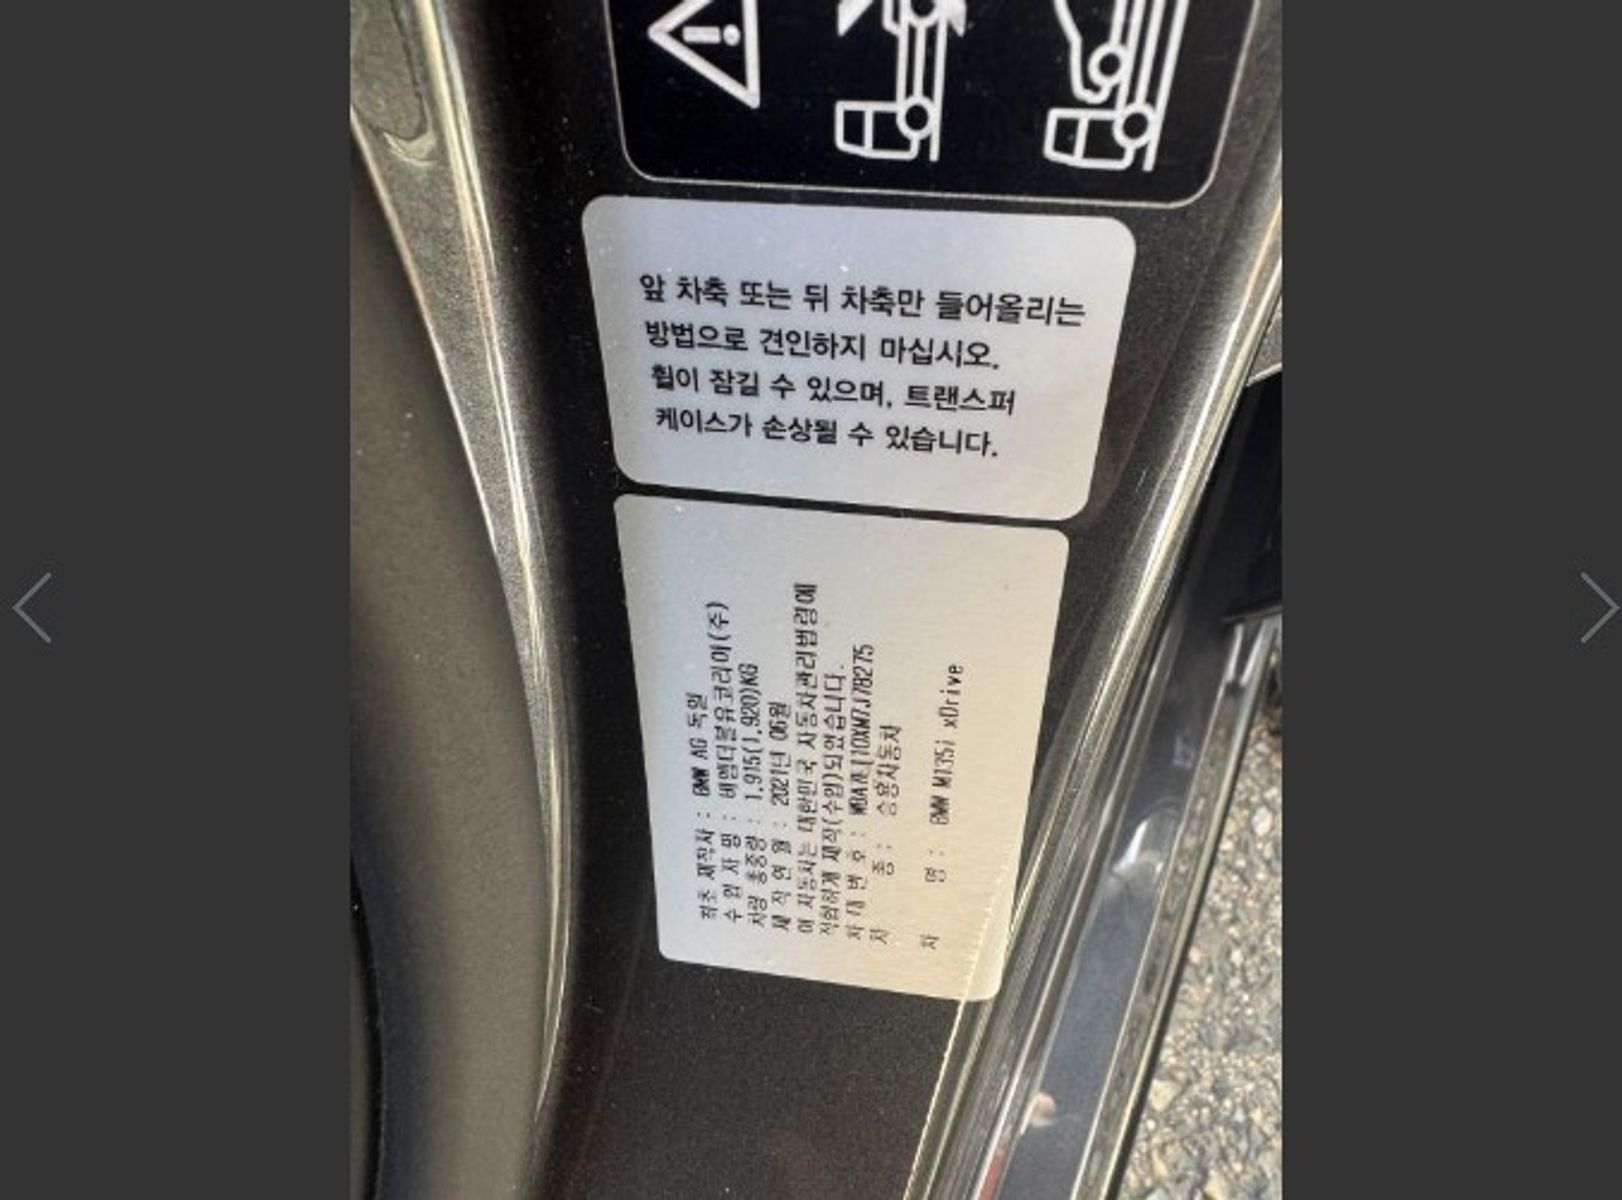 앞 차축 또는 뒤 차축만 들어올리는
방법으로 견인하지 마십시오.
휠이 잠길 수 있으며, 트랜스퍼
케이스가 손상될 수 있습니다.
최초 제작자 : BMW AG 독일
수 입 자 명 : 비엠더블유코리아(주)
차량 총중량 : 1,915(1,920)KG
제 작 연 월 : 2021년 06월
이 자동차는 대한민국 자동차관리법령에
적합하게 제작(수입)되었습니다.
차 대 번 호 :
차 종 : 승용자동차
차 명 : BMW M135i xDrive